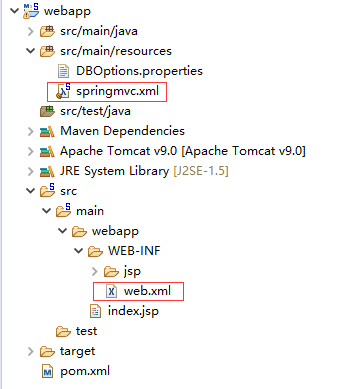 webapp
src/main/java
src/main/resources
DBOptions.properties
springmvc.xml
src/test/java
Maven Dependencies
Apache Tomcat v9.0 [Apache Tomcat v9.0]
JRE System Library [J2SE-1.5]
src
main
webapp
WEB-INF
jsp
web.xml
index.jsp
test
target
pom.xml